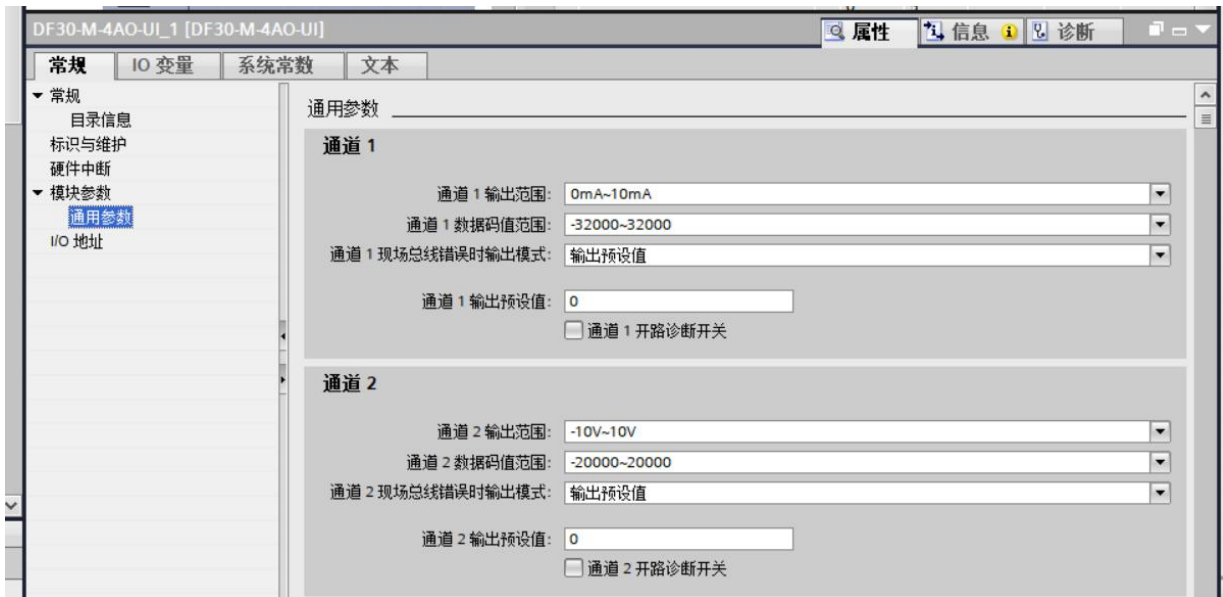 DF30-M-4AO-UI_1 [DF30-M-4AO-UI]
属性
信息
诊断
常规
IO 变量
系统常数
文本
常规
目录信息
标识与维护
硬件中断
模块参数
通用参数
I/O 地址
通用参数
通道 1
通道 1 输出范围: 0mA~10mA
通道 1 数据码值范围: -32000~32000
通道 1 现场总线错误时输出模式: 输出预设值
通道 1 输出预设值: 0
通道 1 开路诊断开关
通道 2
通道 2 输出范围: -10V~10V
通道 2 数据码值范围: -20000~20000
通道 2 现场总线错误时输出模式: 输出预设值
通道 2 输出预设值: 0
通道 2 开路诊断开关